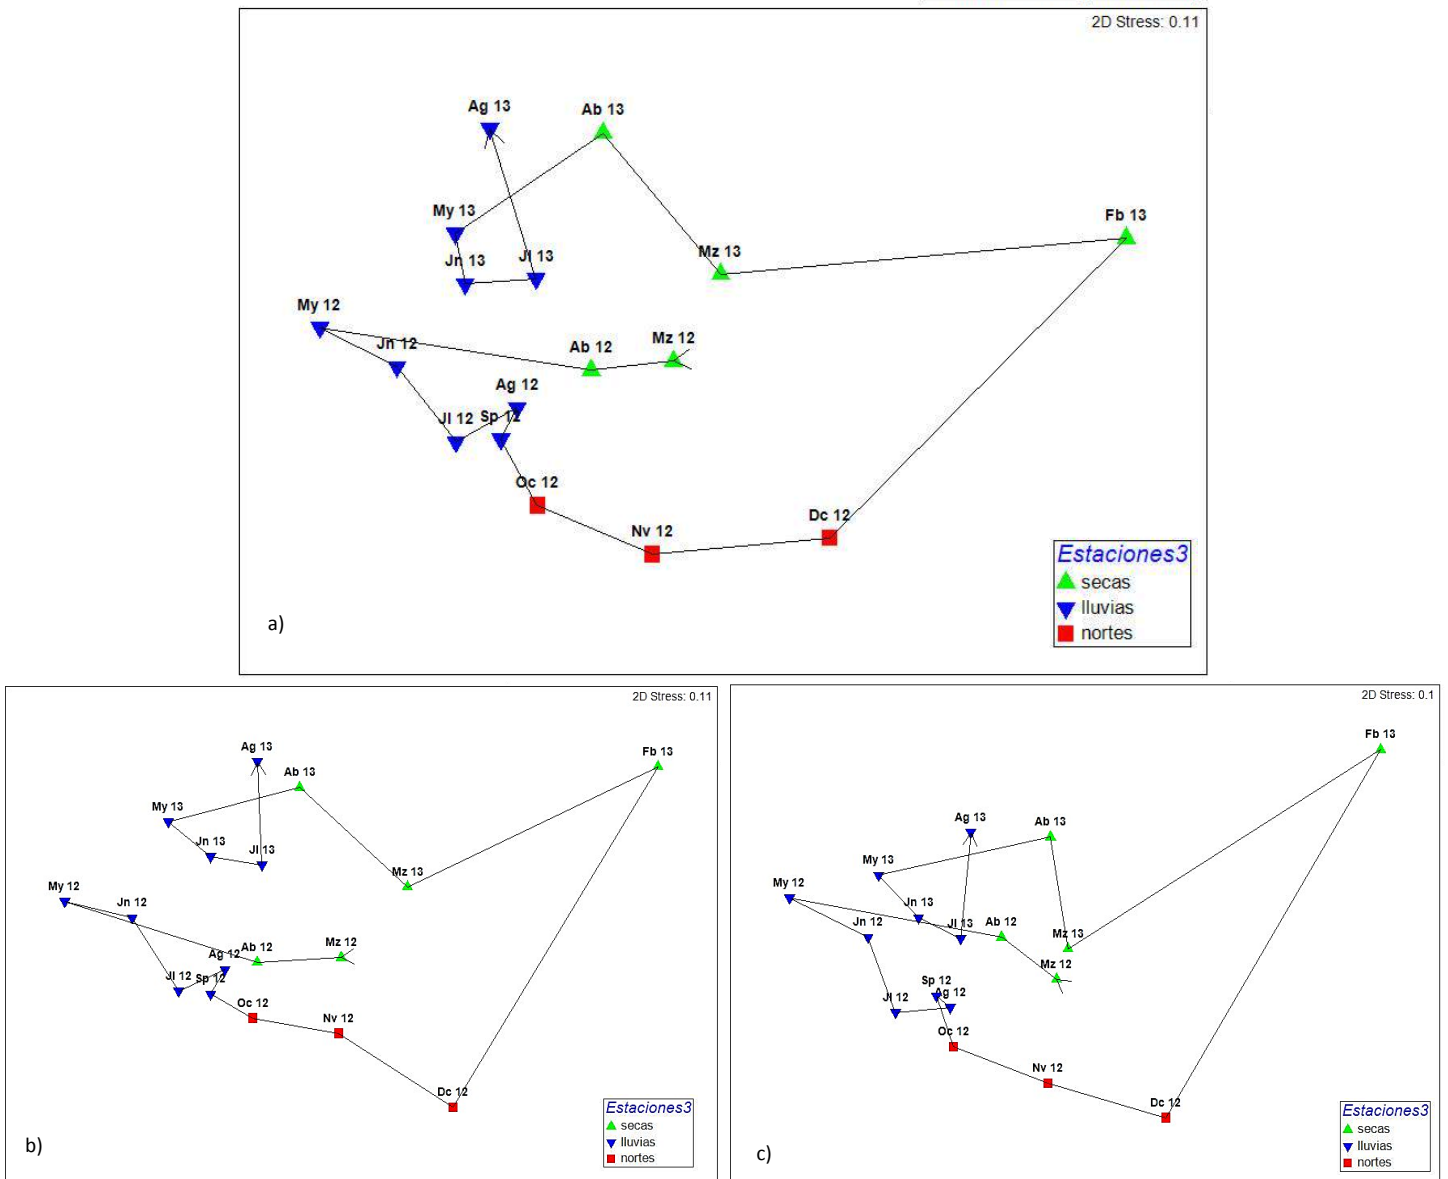 2D Stress: 0.11
Ag 13
Ab 13
My 13
Fb 13
Jn 13
Jl 13
Mz 13
My 12
Jn 12
Ab 12
Mz 12
Ag 12
Jl 12
Sp 12
Oc 12
Nv 12
Dc 12
Estaciones3
secas
lluvias
nortes
a)
2D Stress: 0.11
Ag 13
Fb 13
Ab 13
My 13
Jn 13
Jl 13
Mz 13
My 12
Jn 12
Ab 12
Mz 12
Ag 12
Jl 12
Sp 12
Oc 12
Nv 12
Dc 12
Estaciones3
secas
lluvias
nortes
b)
2D Stress: 0.1
Fb 13
Ag 13
Ab 13
My 13
My 12
Jn 13
Jn 12
Jl 13
Ab 12
Mz 13
Mz 12
Sp 12
Ag 12
Jl 12
Oc 12
Nv 12
Dc 12
Estaciones3
secas
lluvias
nortes
c)